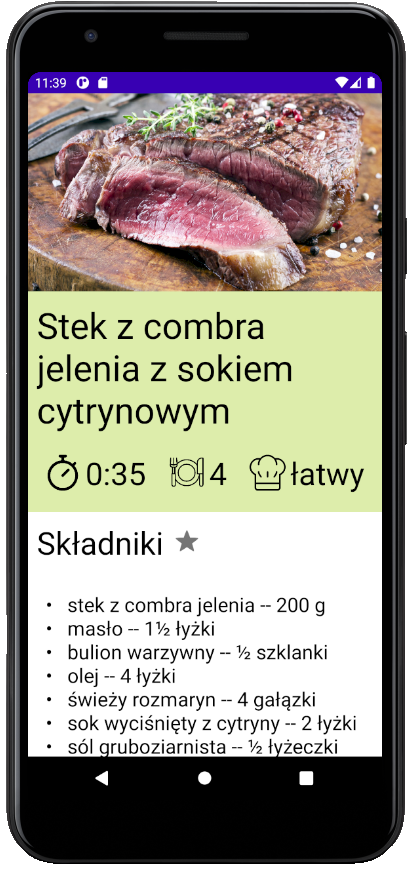 11:39
Stek z combra
jelenia z sokiem
cytrynowym
0:35 4 łatwy
Składniki
• stek z combra jelenia -- 200 g
• masło -- 1½ łyżki
• bulion warzywny -- ½ szklanki
• olej -- 4 łyżki
• świeży rozmaryn -- 4 gałązki
• sok wyciśnięty z cytryny -- 2 łyżki
• sól gruboziarnista -- ½ łyżeczki